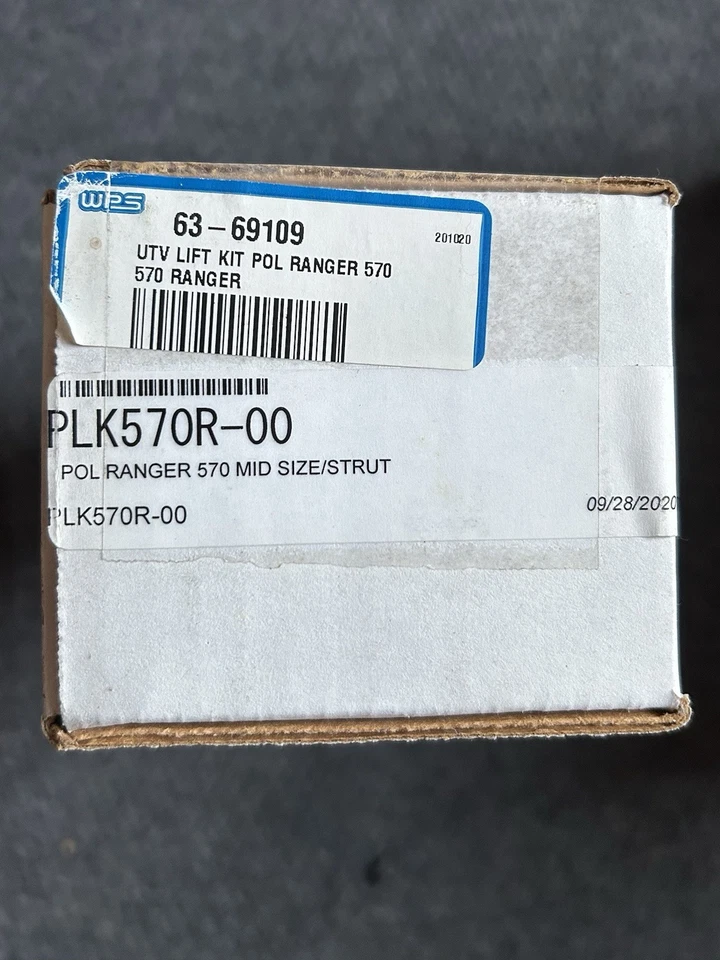 WPS
63-69109
201020
UTV LIFT KIT POL RANGER 570
570 RANGER
PLK570R-00
POL RANGER 570 MID SIZE/STRUT
PLK570R-00
09/28/2020